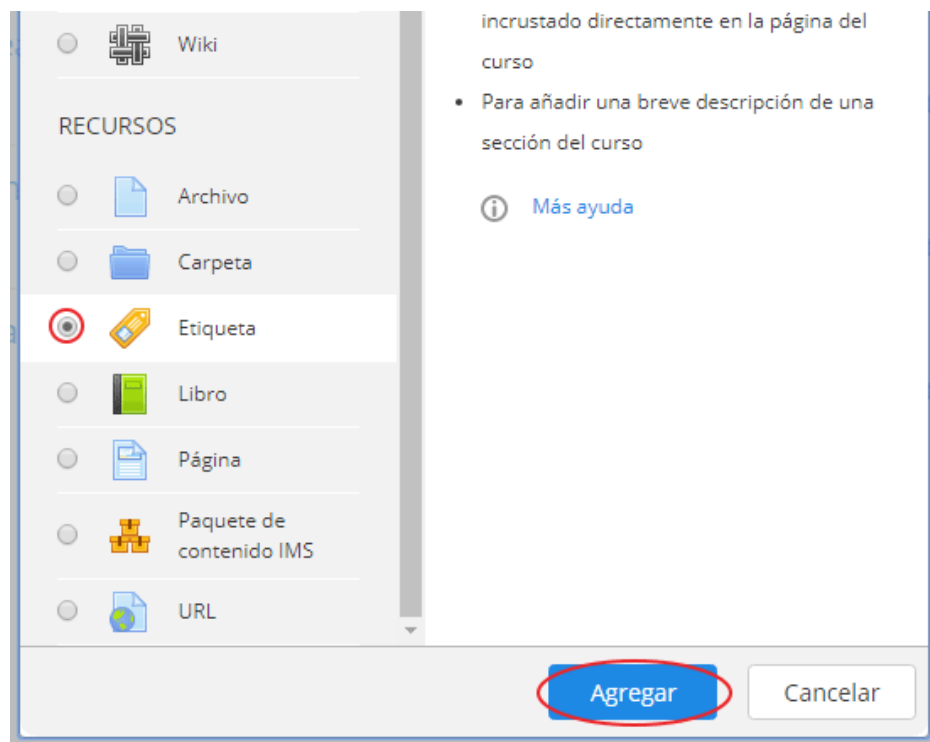 Wiki
RECURSOS
Archivo
Carpeta
Etiqueta
Libro
Página
Paquete de
contenido IMS
URL
incrustado directamente en la página del
curso
• Para añadir una breve descripción de una
sección del curso
Más ayuda
Agregar
Cancelar